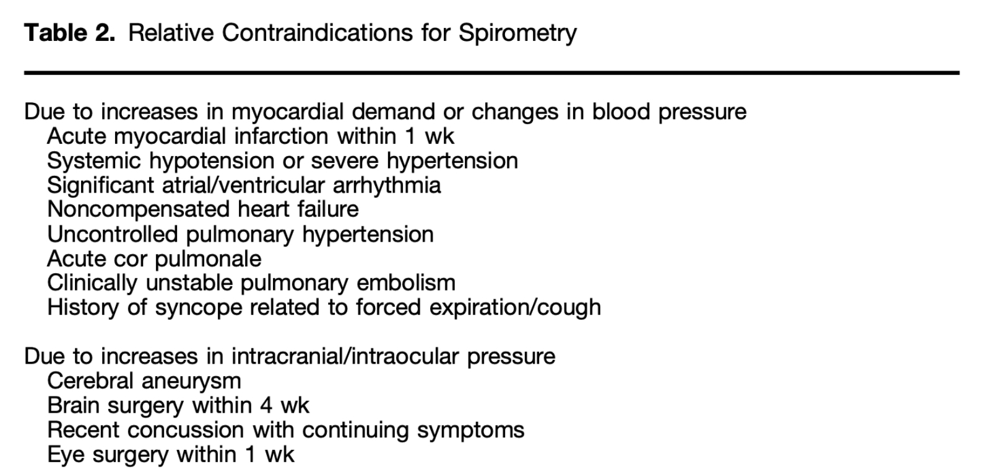 Table 2. Relative Contraindications for Spirometry
Due to increases in myocardial demand or changes in blood pressure
Acute myocardial infarction within 1 wk
Systemic hypotension or severe hypertension
Significant atrial/ventricular arrhythmia
Noncompensated heart failure
Uncontrolled pulmonary hypertension
Acute cor pulmonale
Clinically unstable pulmonary embolism
History of syncope related to forced expiration/cough
Due to increases in intracranial/intraocular pressure
Cerebral aneurysm
Brain surgery within 4 wk
Recent concussion with continuing symptoms
Eye surgery within 1 wk